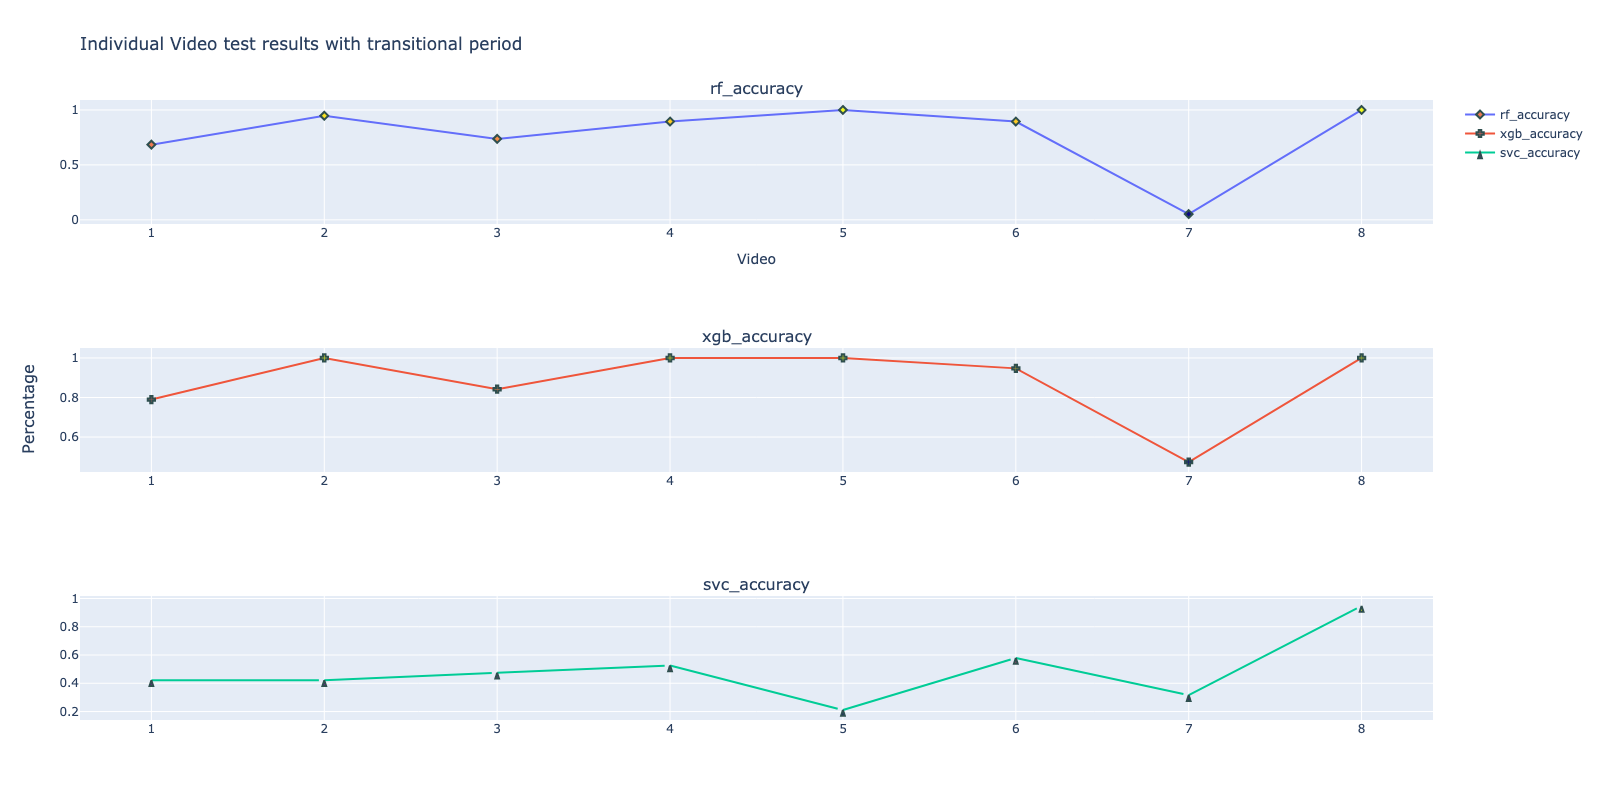 Individual Video test results with transitional period
rf_accuracy
1
0.5
0
1 2 3 4 5 6 7 8
Video
rf_accuracy
xgb_accuracy
svc_accuracy
Percentage
xgb_accuracy
1
0.8
0.6
1 2 3 4 5 6 7 8
svc_accuracy
1
0.8
0.6
0.4
0.2
1 2 3 4 5 6 7 8